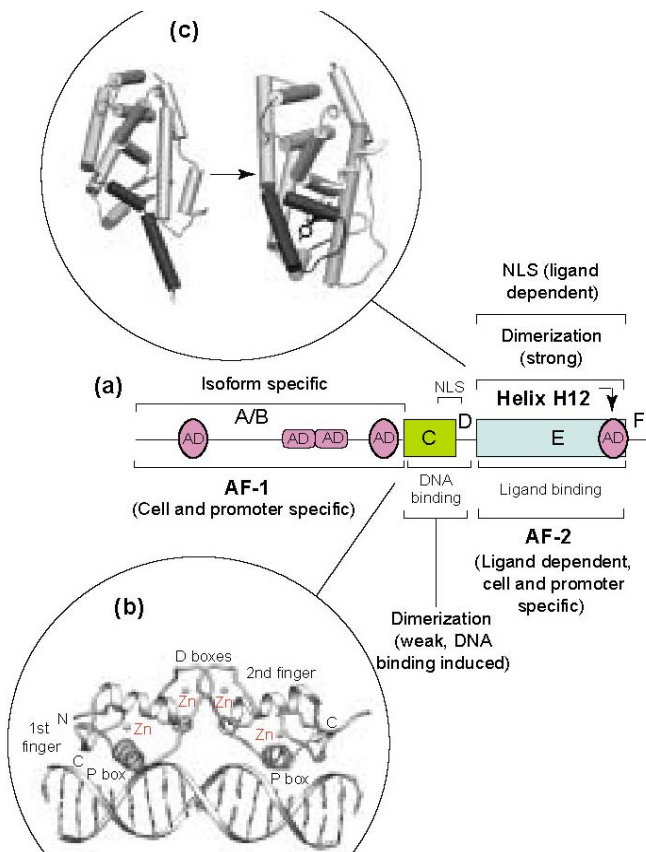 (c)
NLS (ligand
dependent)
Dimerization
(strong)
(a)
Isoform specific
NLS
Helix H12
A/B
D
F
AD
AD
AD
AD
C
E
AD
AF-1
(Cell and promoter specific)
DNA
binding
Ligand binding
AF-2
(Ligand dependent,
cell and promoter
specific)
Dimerization
(weak, DNA
binding induced)
(b)
D boxes
2nd finger
Zn
Zn
N
Zn
Zn
C
1st
finger
C
P box
P box